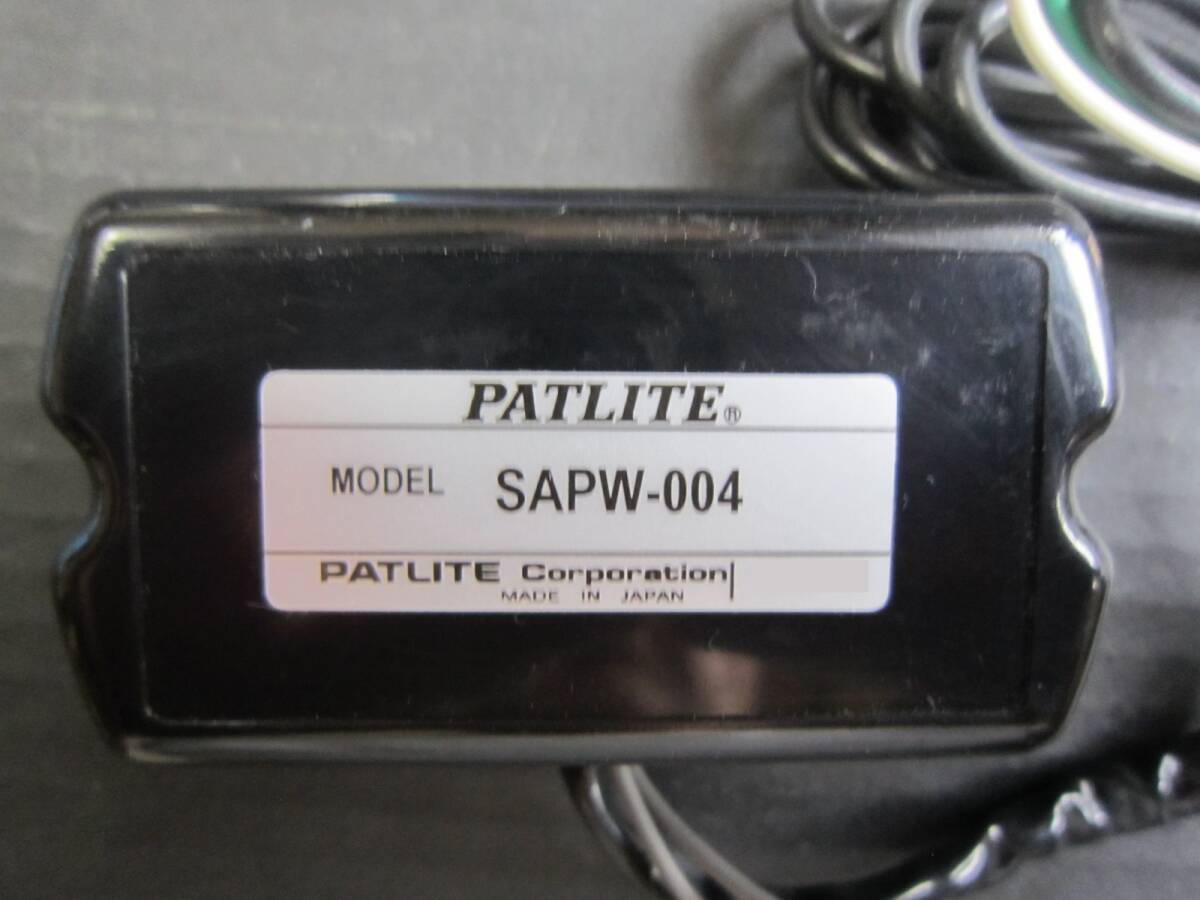 PATLITE®
MODEL SAPW-004
PATLITE Corporation
MADE IN JAPAN